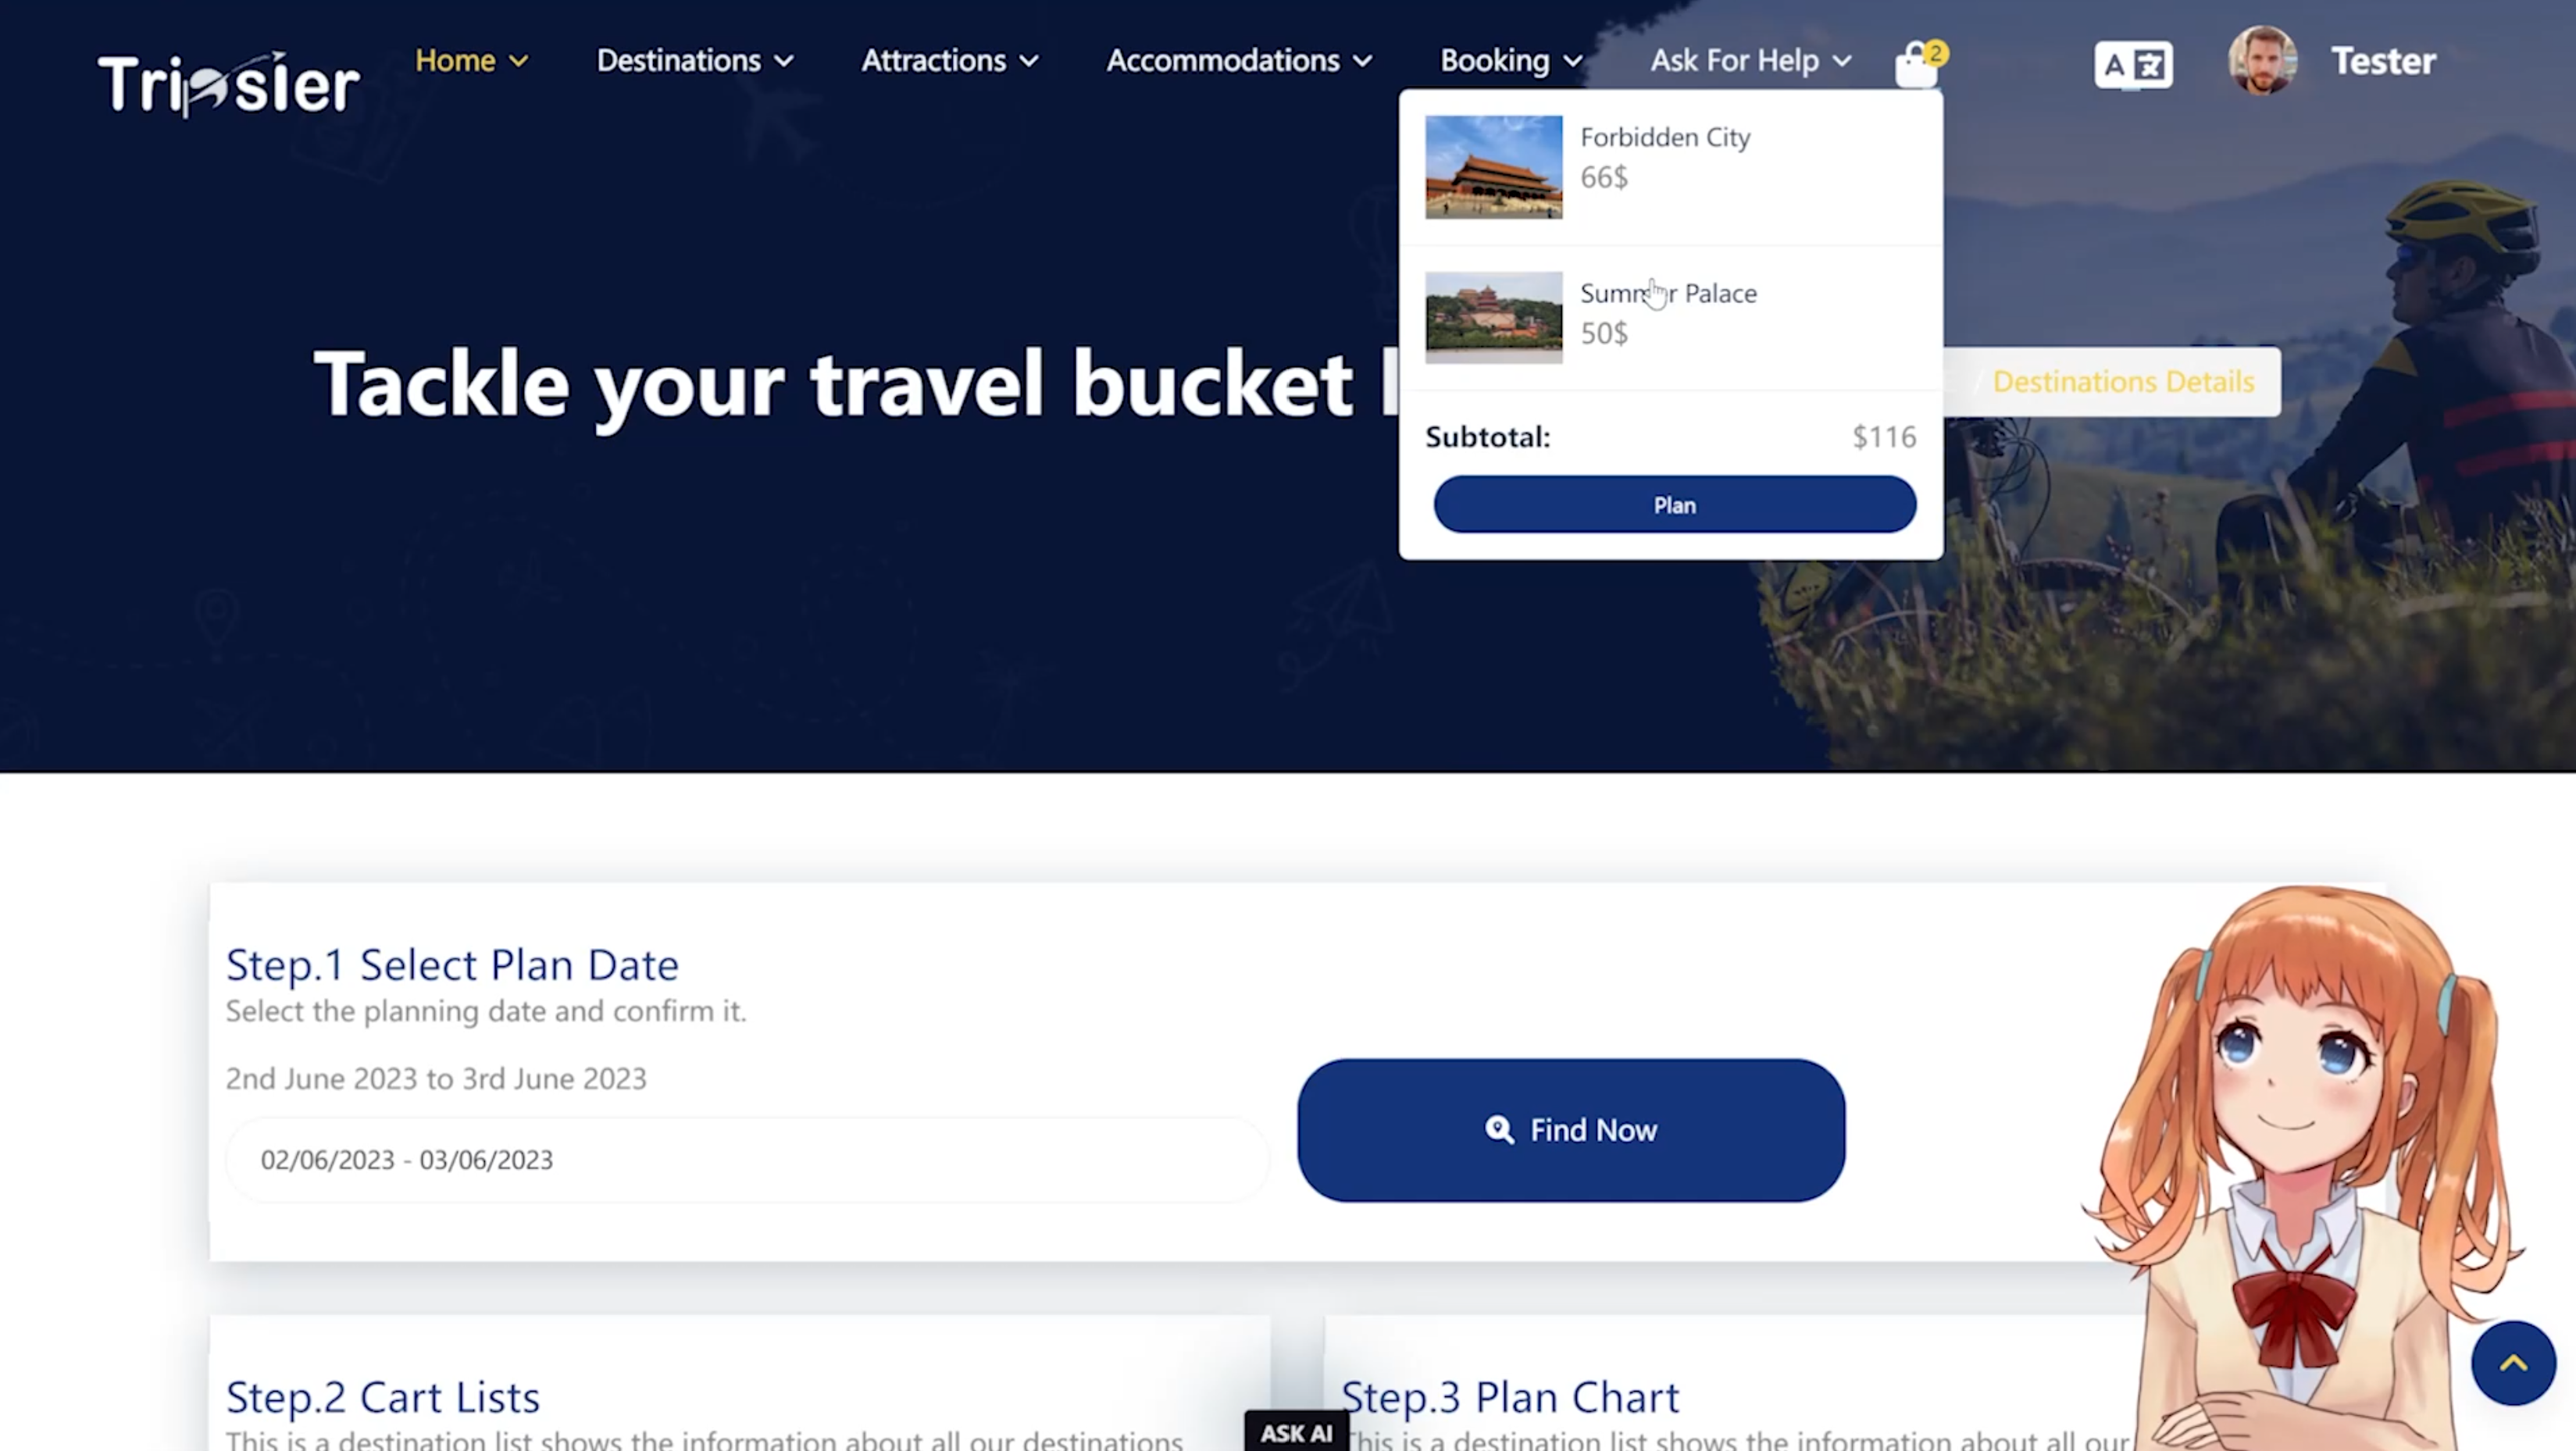 Tripsier
Home
Destinations
Attractions
Accommodations
Booking
Ask For Help
2
A 文
Tester
Forbidden City
66$
Summer Palace
50$
Subtotal:
$116
Plan
Tackle your travel bucket
/ Destinations Details
Step.1 Select Plan Date
Select the planning date and confirm it.
2nd June 2023 to 3rd June 2023
02/06/2023 - 03/06/2023
Find Now
Step.2 Cart Lists
This is a destination list shows the information about all our destinations
Step.3 Plan Chart
This is a destination list shows the information about all our
ASK AI